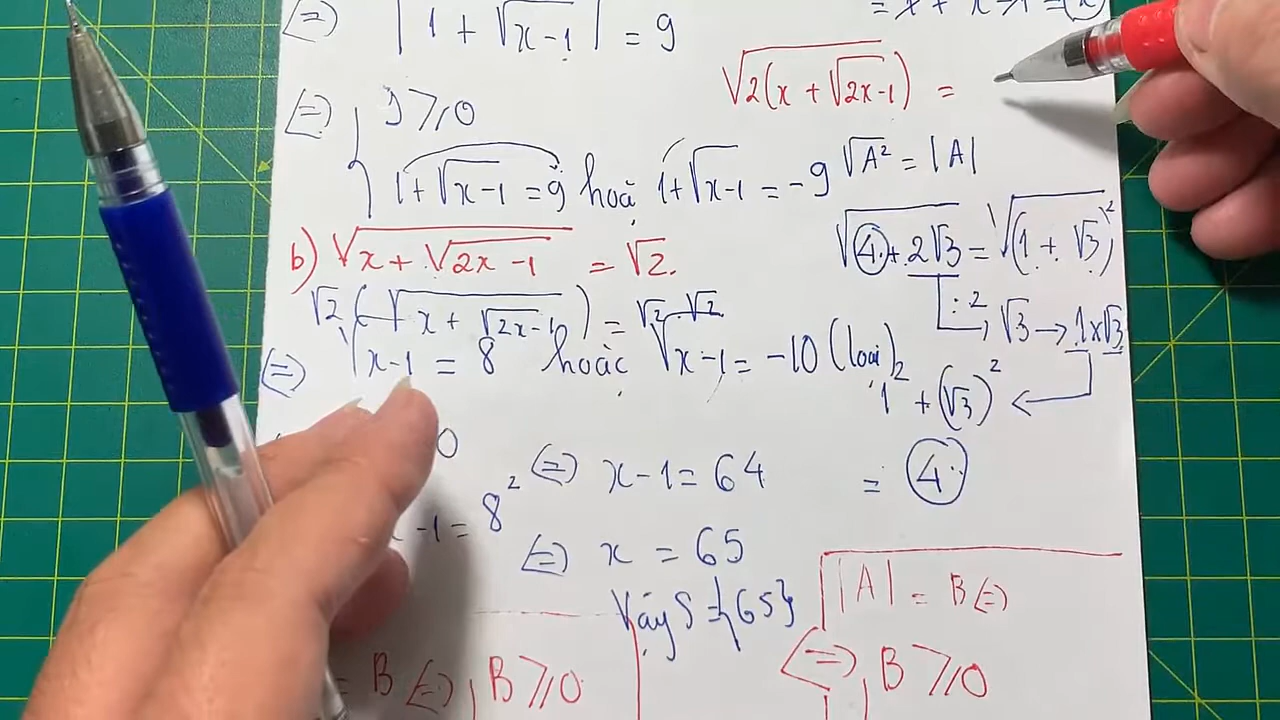 ⇔ |1 + √(x-1)| = 9
= x + x - 1 =
√(2(x + √(2x-1))) =
⇔ { 9 ≥ 0
1+√(x-1) = 9 hoặc 1+√(x-1) = -9
√A² = |A|
b) √(x + √(2x-1)) = √2.
√(4 + 2√3) = √((1 + √3)²)
√2 (√(x + √(2x-1))) = √2.√2
:2 → √3 → 1x√3
⇔ √(x-1) = 8 hoặc √(x-1) = -10 (loại)
1² + (√3)² ←
0 ⇔ x-1 = 64
= 4
-1 = 8²
⇔ x = 65
Vậy S = {65}
|A| = B ⇔
= B ⇔ { B ≥ 0
⇔ { B ≥ 0